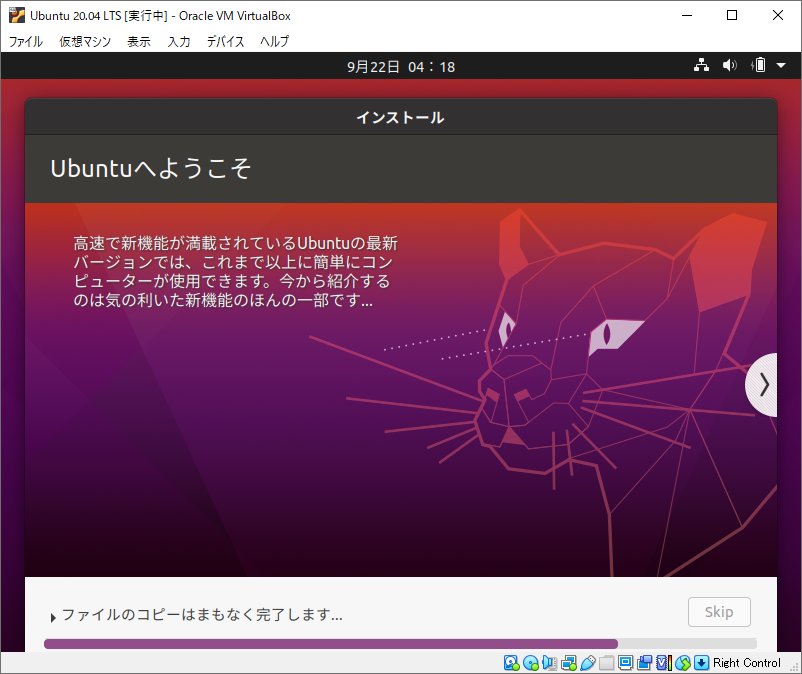 Ubuntu 20.04 LTS [実行中] - Oracle VM VirtualBox
ファイル 仮想マシン 表示 入力 デバイス ヘルプ
9月22日 04：18
インストール
Ubuntuへようこそ
高速で新機能が満載されているUbuntuの最新
バージョンでは、これまで以上に簡単にコン
ピューターが使用できます。今から紹介する
のは気の利いた新機能のほんの一部です...
ファイルのコピーはまもなく完了します...
Skip
Right Control